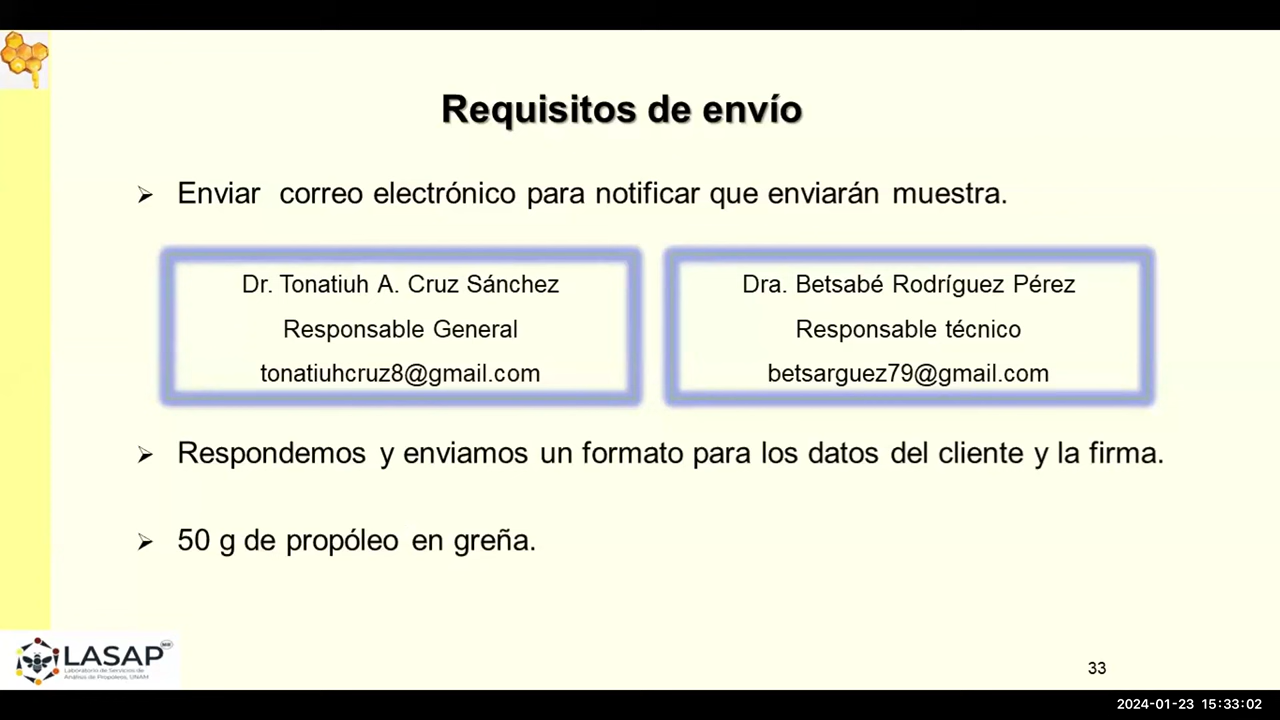 Requisitos de envío
Enviar correo electrónico para notificar que enviarán muestra.
Dr. Tonatiuh A. Cruz Sánchez
Responsable General
tonatiuhcruz8@gmail.com
Dra. Betsabé Rodríguez Pérez
Responsable técnico
betsarguez79@gmail.com
Respondemos y enviamos un formato para los datos del cliente y la firma.
50 g de propóleo en greña.
LASAP
Laboratorio de Servicios de
Análisis de Propóleos, UNAM
33
2024-01-23 15:33:02